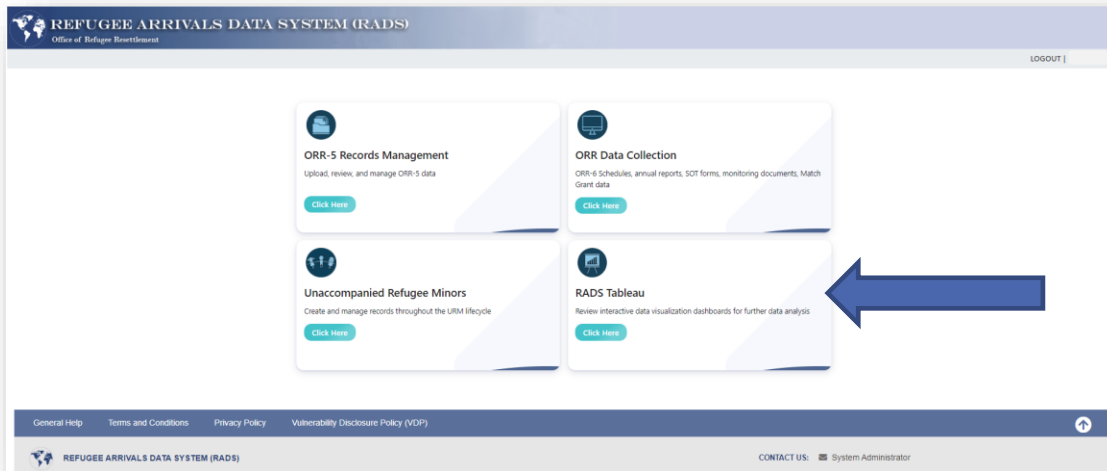 REFUGEE ARRIVALS DATA SYSTEM (RADS)
Office of Refugee Resettlement
LOGOUT |
ORR-5 Records Management
Upload, review, and manage ORR-5 data
Click Here
ORR Data Collection
ORR-6 Schedules, annual reports, SOT forms, monitoring documents, Match
Grant data
Click Here
Unaccompanied Refugee Minors
Create and manage records throughout the URM lifecycle
Click Here
RADS Tableau
Review interactive data visualization dashboards for further data analysis
Click Here
General Help Terms and Conditions Privacy Policy Vulnerability Disclosure Policy (VDP)
REFUGEE ARRIVALS DATA SYSTEM (RADS) CONTACT US: System Administrator